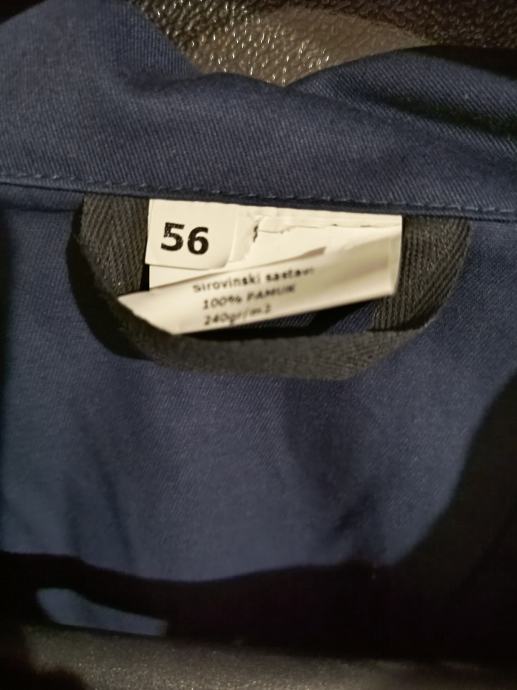 56
Sirovinski sastav:
100% PAMUK
240gr/m2